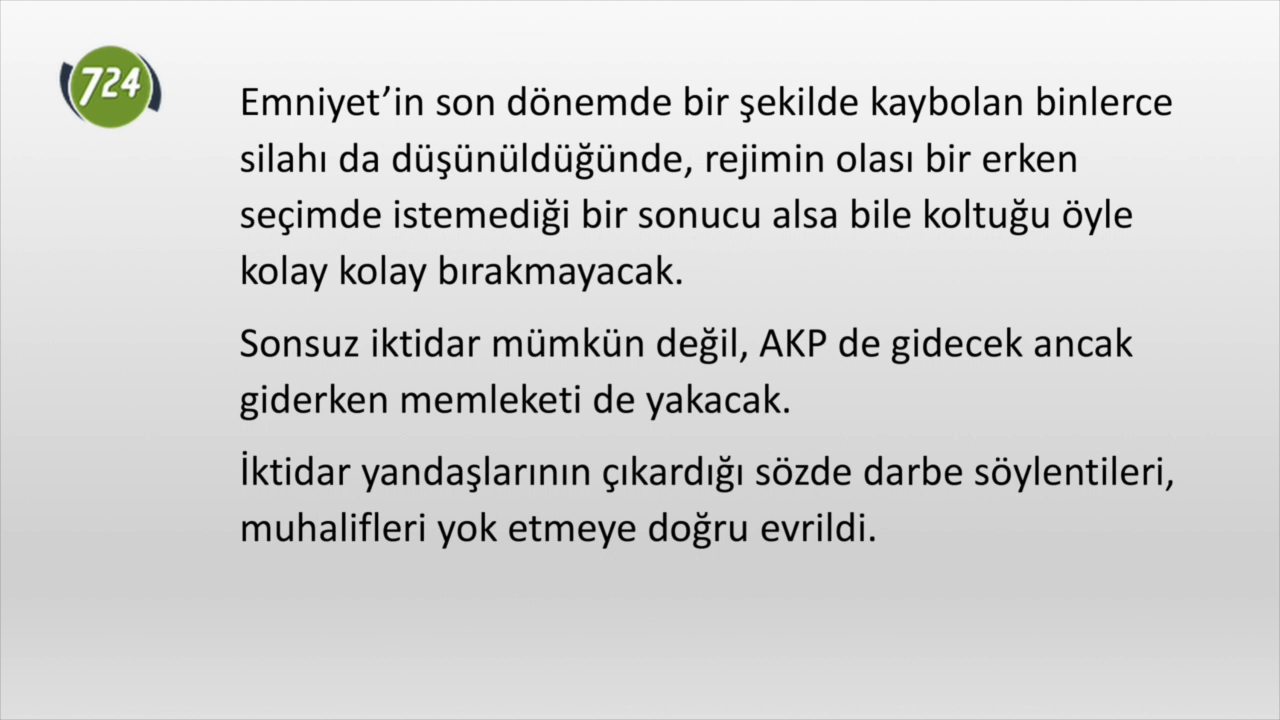 724
Emniyet’in son dönemde bir şekilde kaybolan binlerce
silahı da düşünüldüğünde, rejimin olası bir erken
seçimde istemediği bir sonucu alsa bile koltuğu öyle
kolay kolay bırakmayacak.
Sonsuz iktidar mümkün değil, AKP de gidecek ancak
giderken memleketi de yakacak.
İktidar yandaşlarının çıkardığı sözde darbe söylentileri,
muhalifleri yok etmeye doğru evrildi.